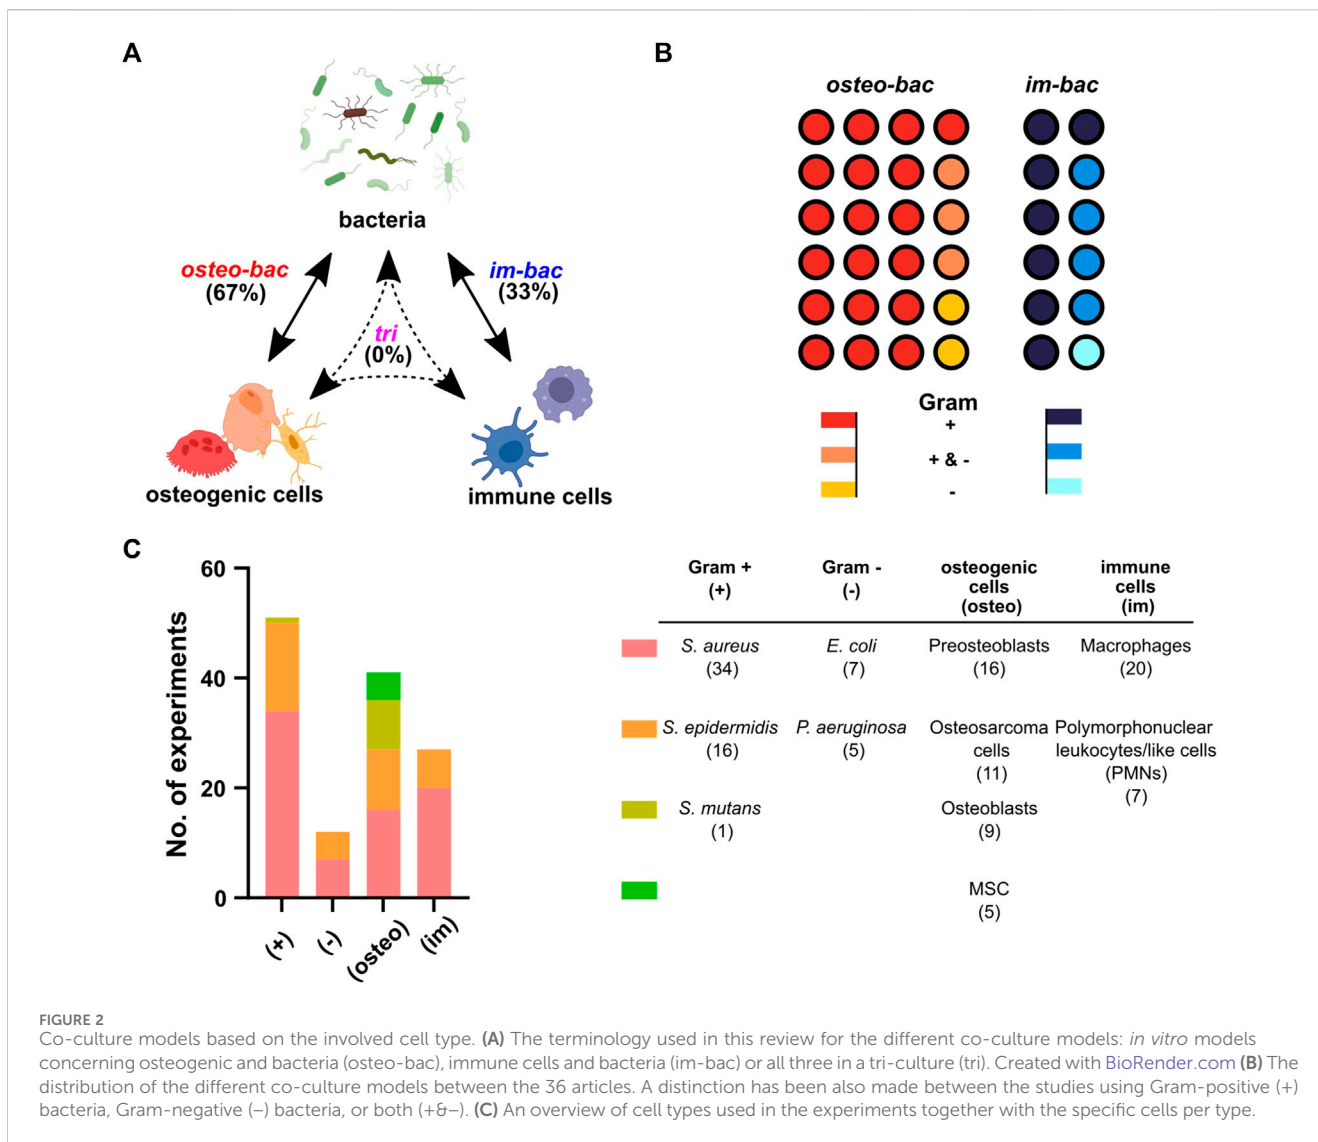 A
bacteria
osteo-bac
(67%)
im-bac
(33%)
tri
(0%)
osteogenic cells
immune cells
B
osteo-bac
im-bac
Gram
+
+ & -
-
C
No. of experiments
60
40
20
0
(+)
(-)
(osteo)
(im)
Gram +
(+)
Gram -
(-)
osteogenic
cells
(osteo)
immune
cells
(im)
S. aureus
(34)
E. coli
(7)
Preosteoblasts
(16)
Macrophages
(20)
S. epidermidis
(16)
P. aeruginosa
(5)
Osteosarcoma
cells
(11)
Polymorphonuclear
leukocytes/like cells
(PMNs)
(7)
S. mutans
(1)
Osteoblasts
(9)
MSC
(5)
FIGURE 2
Co-culture models based on the involved cell type. (A) The terminology used in this review for the different co-culture models: in vitro models
concerning osteogenic and bacteria (osteo-bac), immune cells and bacteria (im-bac) or all three in a tri-culture (tri). Created with BioRender.com (B) The
distribution of the different co-culture models between the 36 articles. A distinction has been also made between the studies using Gram-positive (+)
bacteria, Gram-negative (–) bacteria, or both (+&–). (C) An overview of cell types used in the experiments together with the specific cells per type.